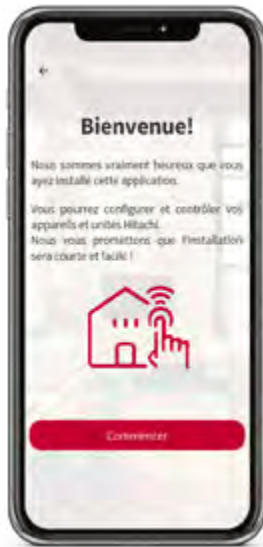 Bienvenue!
Nous sommes vraiment heureux que vous
ayez installé cette application.
Vous pourrez configurer et contrôler vos
appareils et unités Hitachi.
Nous vous promettons que l'installation
sera courte et facile !
Commencer